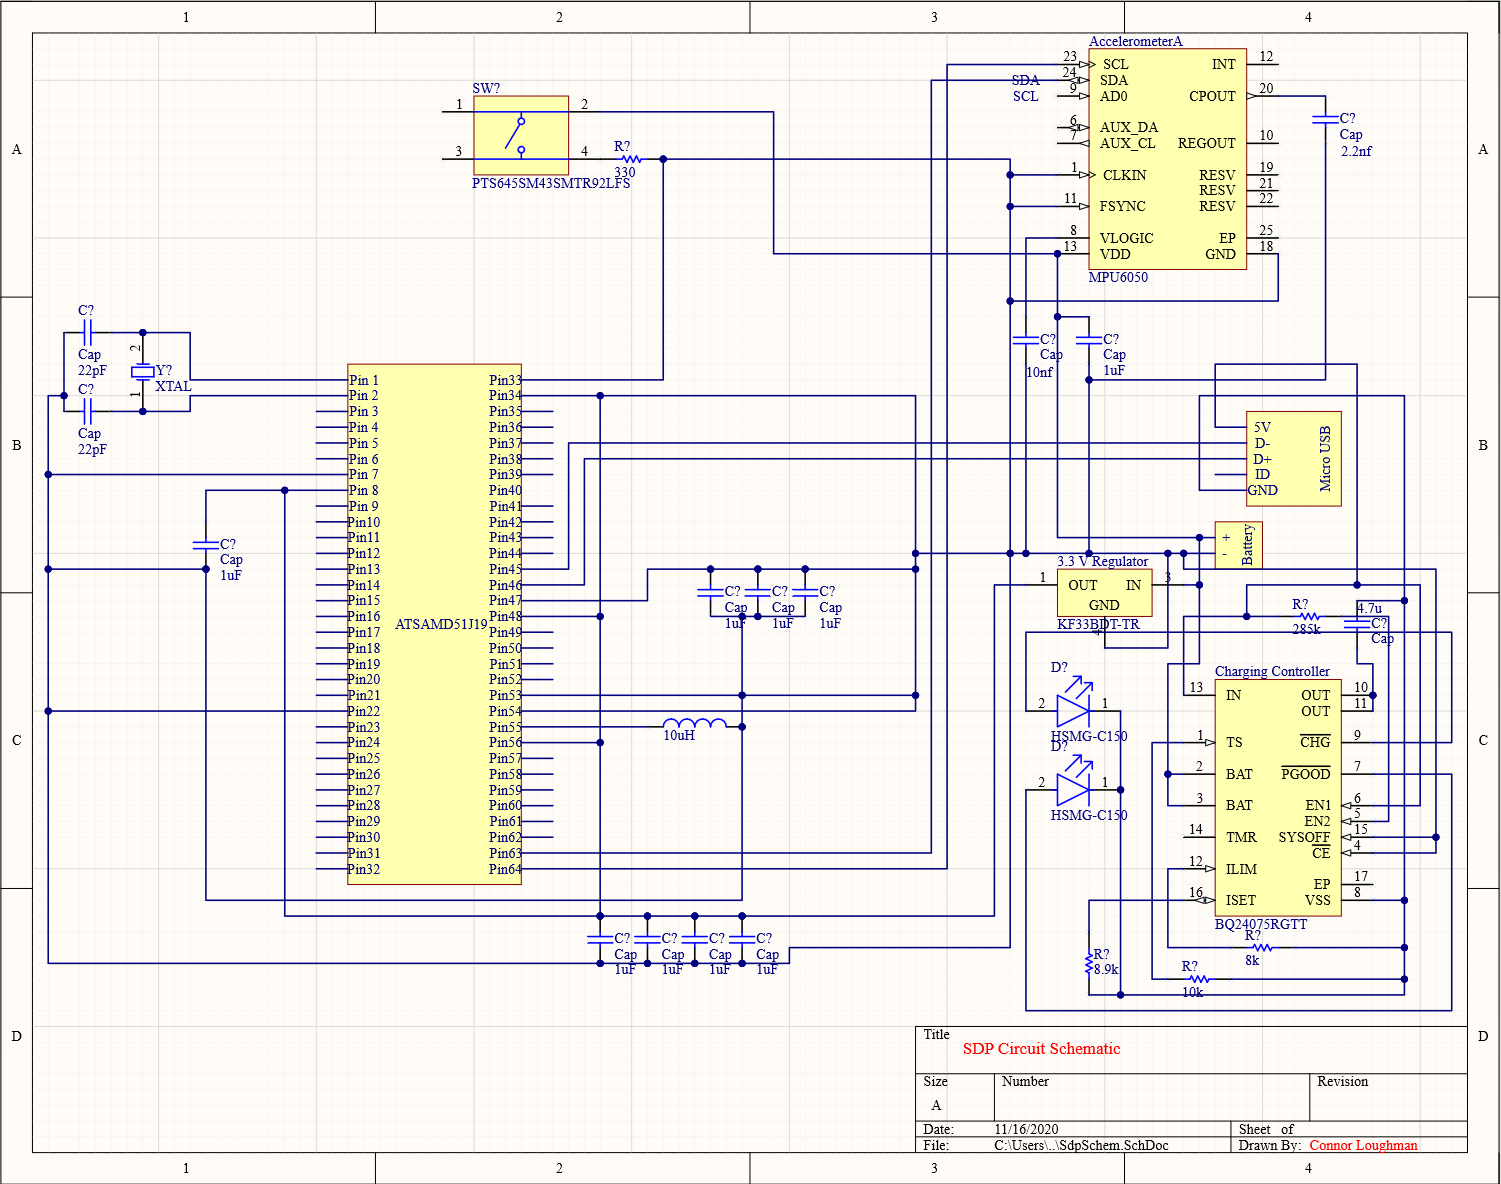 1 2 3 4
A
B
C
D
A
B
C
D
1 2 3 4
SW?
1 2
3 4
PTS645SM43SMTR92LFS
R?
330
AccelerometerA
SDA
SCL
23 SCL INT 12
24 SDA
9 AD0 CPOUT 20
6 AUX_DA
7 AUX_CL REGOUT 10
1 CLKIN RESV 19
RESV 21
11 FSYNC RESV 22
8 VLOGIC EP 25
13 VDD GND 18
MPU6050
C?
Cap
2.2nf
C?
Cap
10nf
C?
Cap
1uF
C?
Cap
22pF
2
Y?
XTAL
1
C?
Cap
22pF
C?
Cap
1uF
Pin 1 Pin33
Pin 2 Pin34
Pin 3 Pin35
Pin 4 Pin36
Pin 5 Pin37
Pin 6 Pin38
Pin 7 Pin39
Pin 8 Pin40
Pin 9 Pin41
Pin10 Pin42
Pin11 Pin43
Pin12 Pin44
Pin13 Pin45
Pin14 Pin46
Pin15 Pin47
Pin16 Pin48
ATSAMD51J19
Pin17 Pin49
Pin18 Pin50
Pin19 Pin51
Pin20 Pin52
Pin21 Pin53
Pin22 Pin54
Pin23 Pin55
Pin24 Pin56
Pin25 Pin57
Pin26 Pin58
Pin27 Pin59
Pin28 Pin60
Pin29 Pin61
Pin30 Pin62
Pin31 Pin63
Pin32 Pin64
C? C? C?
Cap Cap Cap
1uF 1uF 1uF
10uH
C? C? C? C?
Cap Cap Cap Cap
1uF 1uF 1uF 1uF
5V
D-
D+
ID
GND
Micro USB
+
-
Battery
3.3 V Regulator
1 OUT IN 3
GND
KF33BDT-TR
4
R?
285k
4.7u
C?
Cap
D?
2 1
HSMG-C150
D?
2 1
HSMG-C150
Charging Controller
13 IN OUT 10
OUT 11
1 TS CHG 9
2 BAT PGOOD 7
3 BAT EN1 6
EN2 5
14 TMR SYSOFF 15
CE 4
12 ILIM
EP 17
16 ISET VSS 8
BQ24075RGTT
R?
8k
R?
8.9k
R?
10k
Title
SDP Circuit Schematic
Size Number Revision
A
Date: 11/16/2020 Sheet of
File: C:\Users\..\SdpSchem.SchDoc Drawn By: Connor Loughman